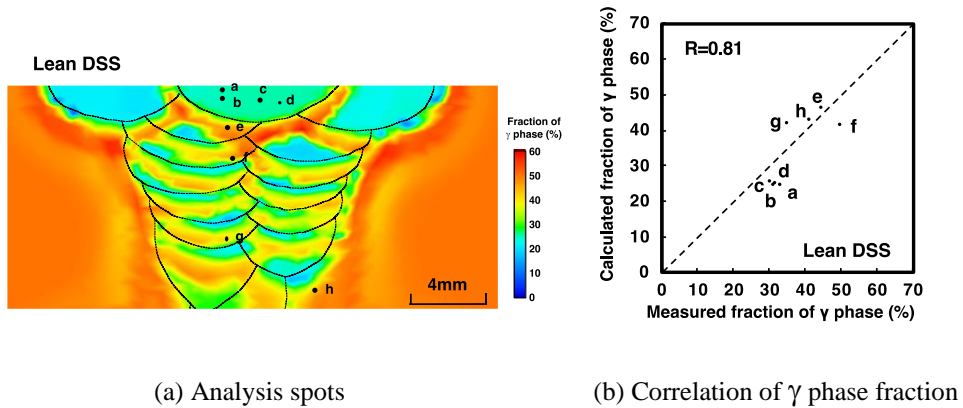 Lean DSS
a
c
b
d
e
f
g
h
4mm
Fraction of
γ phase (%)
60
50
40
30
20
10
0
Calculated fraction of γ phase (%)
70
60
50
40
30
20
10
0
R=0.81
e
h
g
f
d
c
a
b
Lean DSS
0 10 20 30 40 50 60 70
Measured fraction of γ phase (%)
(a) Analysis spots
(b) Correlation of γ phase fraction